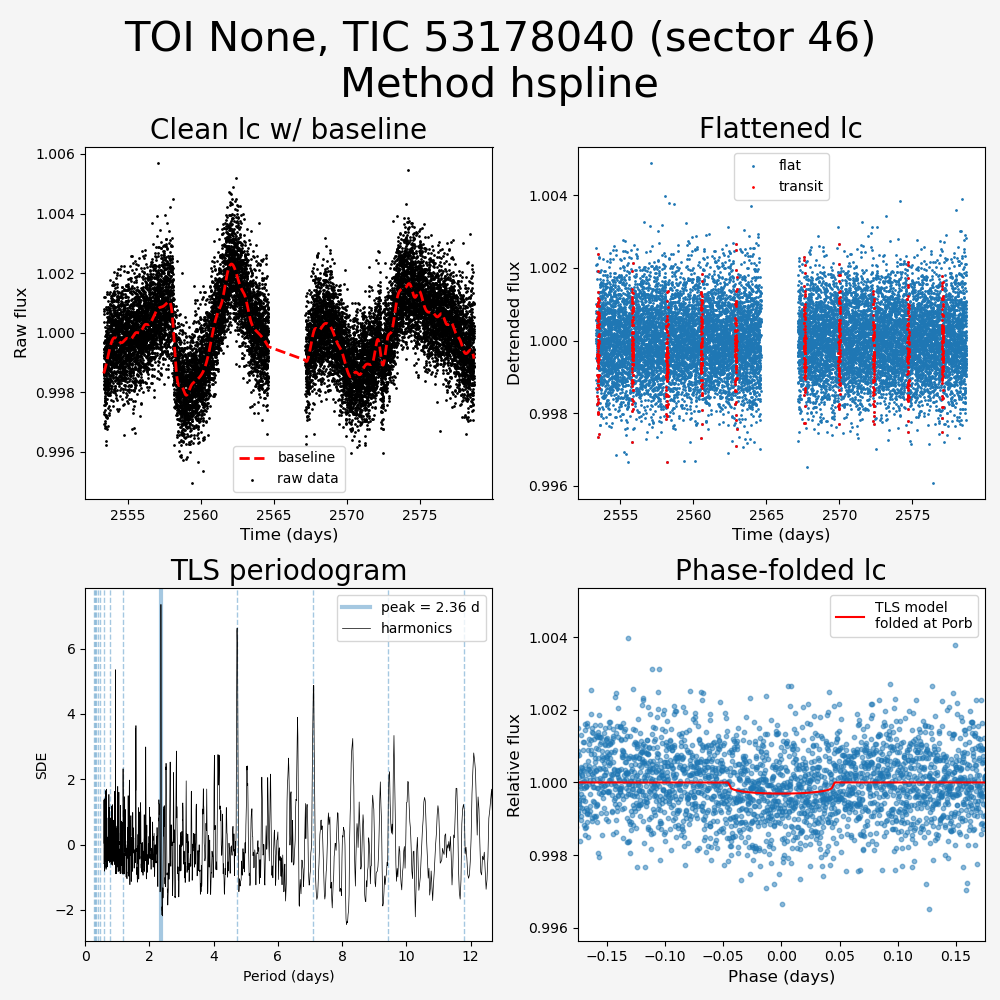 TOI None, TIC 53178040 (sector 46)
Method hspline
Clean lc w/ baseline
Raw flux
1.006
1.004
1.002
1.000
0.998
0.996
baseline
raw data
2555
2560
2565
2570
2575
Time (days)
Flattened lc
Detrended flux
1.004
1.002
1.000
0.998
0.996
flat
transit
2555
2560
2565
2570
2575
Time (days)
TLS periodogram
SDE
6
4
2
0
−2
peak = 2.36 d
harmonics
0
2
4
6
8
10
12
Period (days)
Phase-folded lc
Relative flux
1.004
1.002
1.000
0.998
0.996
TLS model
folded at Porb
−0.15
−0.10
−0.05
0.00
0.05
0.10
0.15
Phase (days)